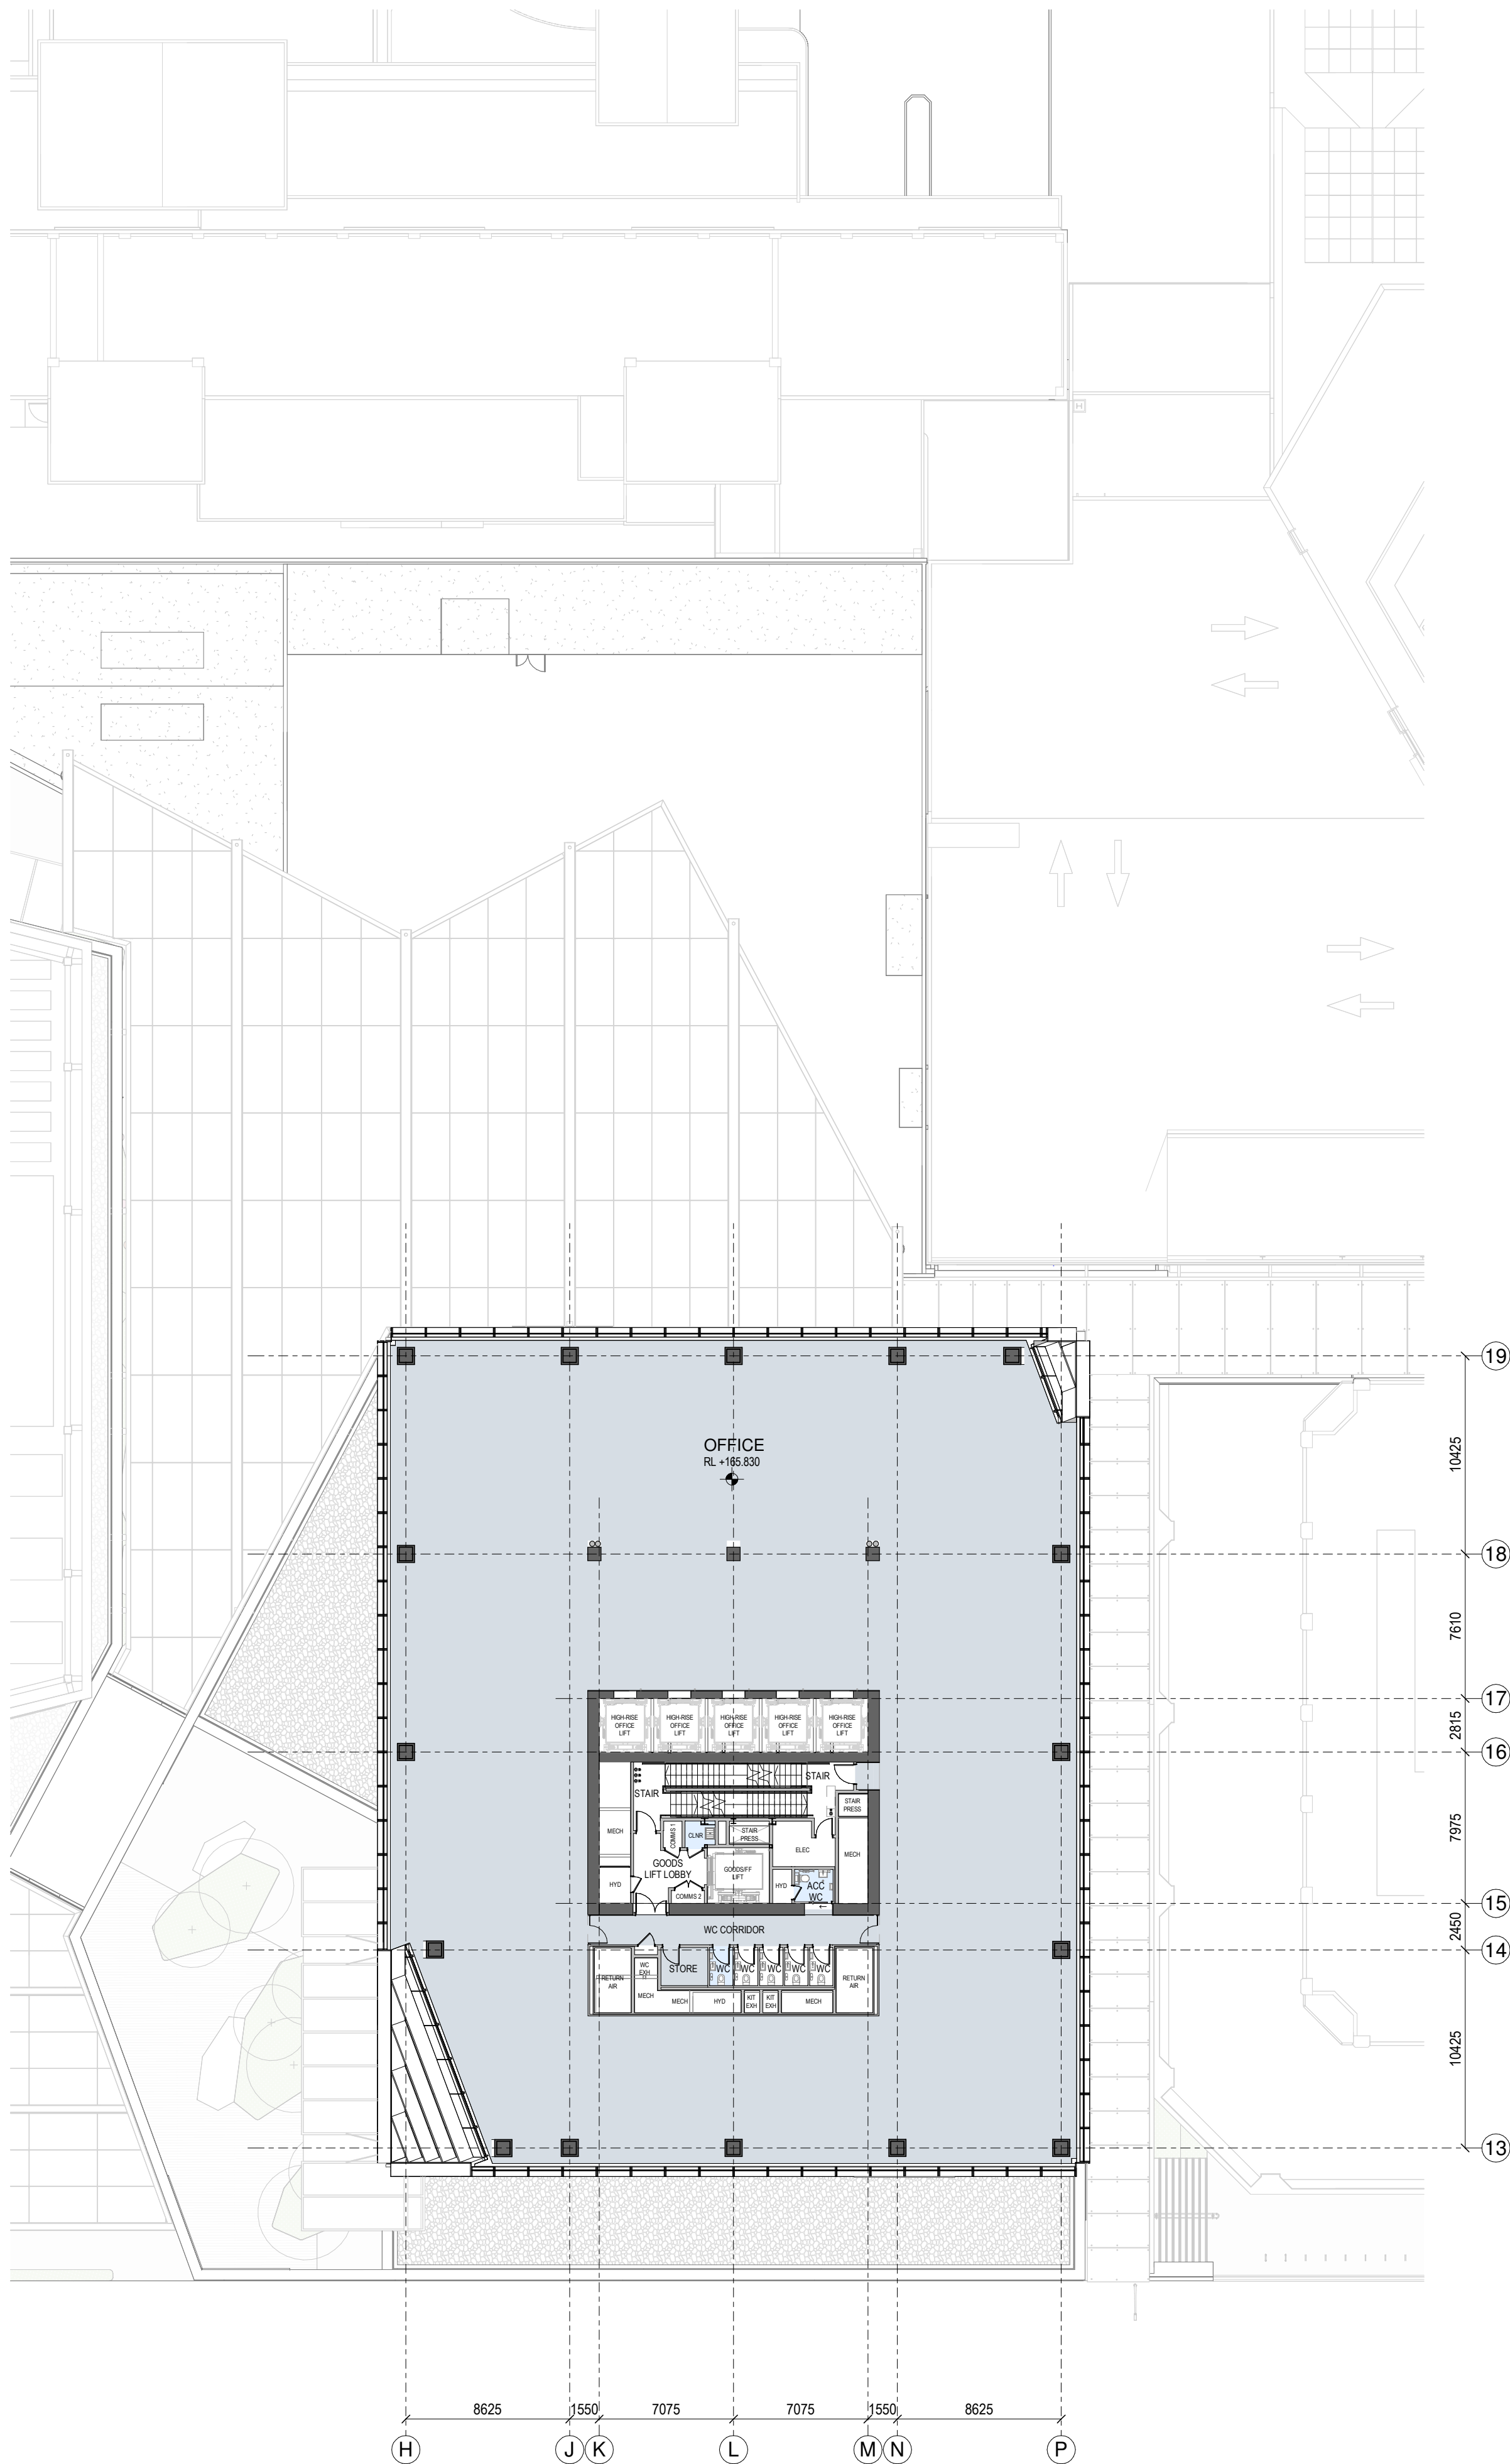 H
19
10425
OFFICE
RL +165.830
18
7610
17
HIGH-RISE
OFFICE
LIFT
HIGH-RISE
OFFICE
LIFT
HIGH-RISE
OFFICE
LIFT
HIGH-RISE
OFFICE
LIFT
HIGH-RISE
OFFICE
LIFT
2815
16
STAIR
STAIR
STAIR
PRESS
7975
MECH
COMMS 1
CLNR
STAIR
PRESS
ELEC
MECH
GOODS
LIFT LOBBY
GOODS/FF
LIFT
HYD
COMMS 2
HYD
ACC
WC
15
WC CORRIDOR
2450
14
RETURN
AIR
WC
EXH
STORE
WC
WC
WC
WC
WC
RETURN
AIR
MECH
MECH
HYD
KIT
EXH
KIT
EXH
MECH
10425
13
8625
1550
7075
7075
1550
8625
H
J
K
L
M
N
P